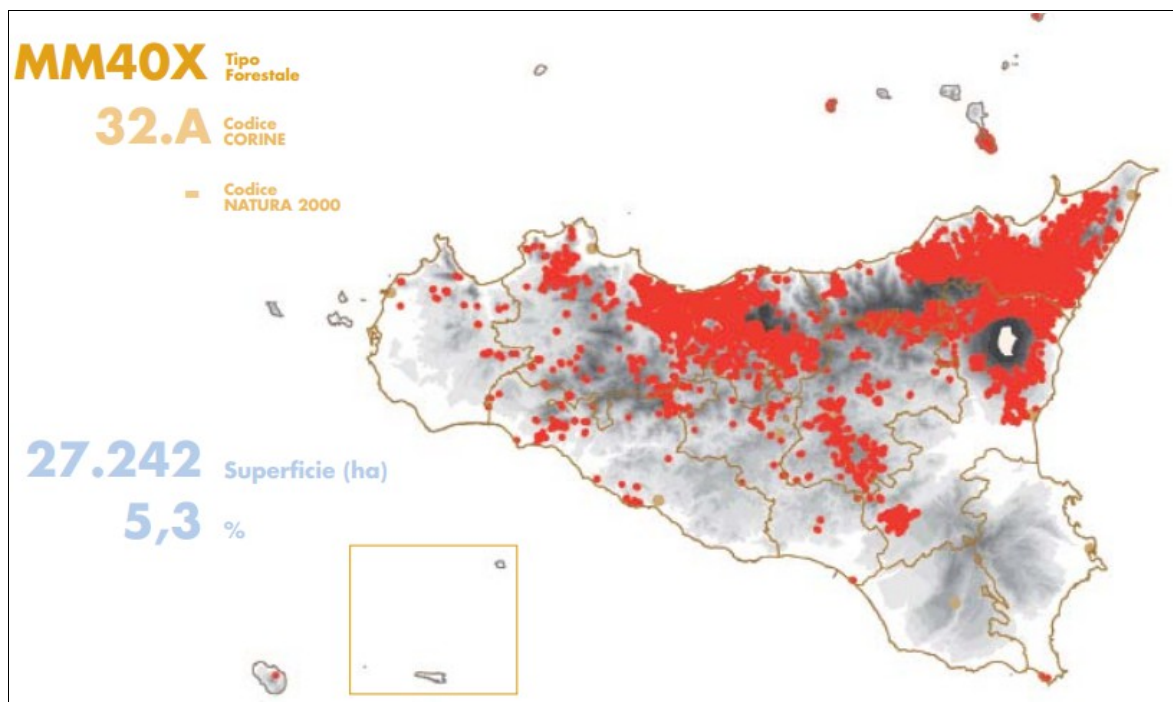 MM40X Tipo
Forestale
32.A Codice
CORINE
- Codice
NATURA 2000
27.242 Superficie (ha)
5,3 %